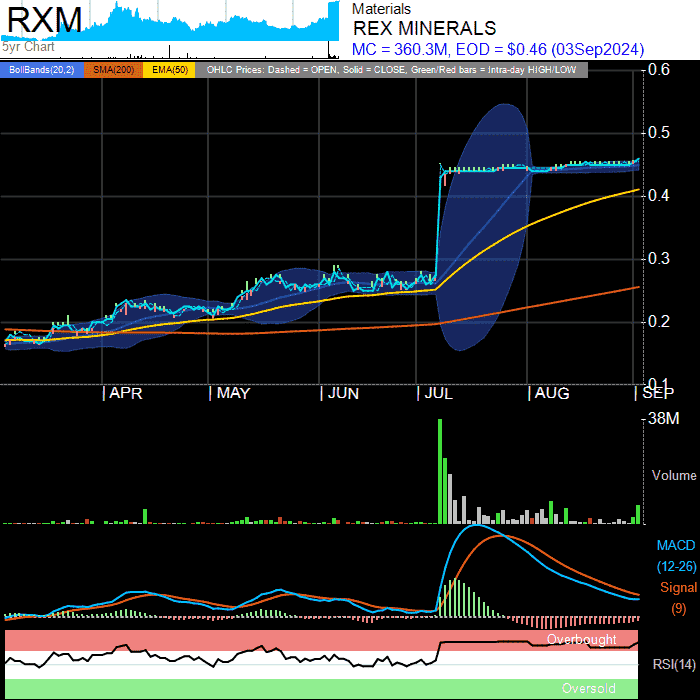 RXM
5yr Chart
Materials
REX MINERALS
MC = 360.3M, EOD = $0.46 (03Sep2024)
BollBands(20,2) SMA(200) EMA(50) OHLC Prices: Dashed = OPEN, Solid = CLOSE, Green/Red bars = Intra-day HIGH/LOW
0.6
0.5
0.4
0.3
0.2
0.1
APR MAY JUN JUL AUG SEP
38M
Volume
MACD
(12-26)
Signal
(9)
Overbought
RSI(14)
Oversold